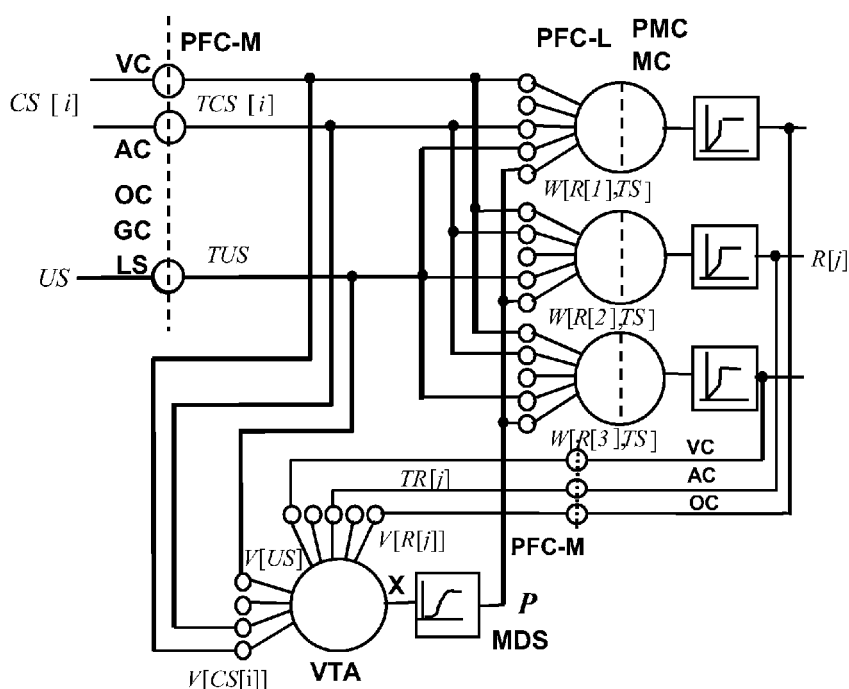 PFC-M
PFC-L
PMC
MC
VC
CS [i]
TCS [i]
AC
OC
GC
LS
US
TUS
W[R[1],TS]
W[R[2],TS]
R[j]
W[R[3],TS]
VC
TR[j]
AC
OC
V[R[j]]
PFC-M
V[US]
X
P
MDS
VTA
V[CS[i]]